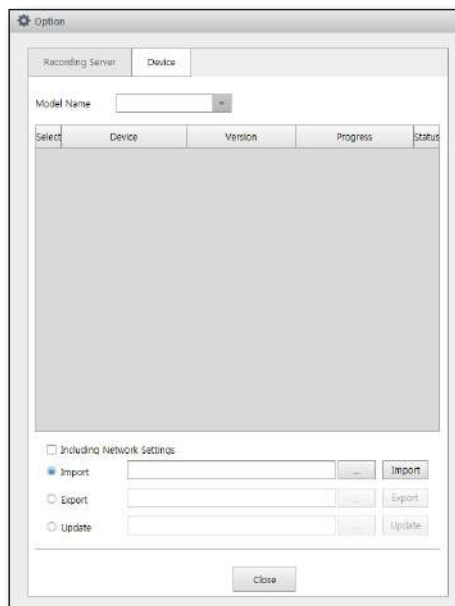 Option
Recording Server Device
Model Name
Select Device Version Progress Status
Including Network Settings
Import ... Import
Export ... Export
Update ... Update
Close